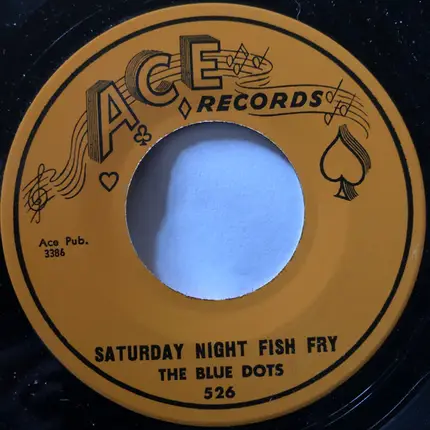 ACE
RECORDS
Ace Pub.
3386
SATURDAY NIGHT FISH FRY
THE BLUE DOTS
526